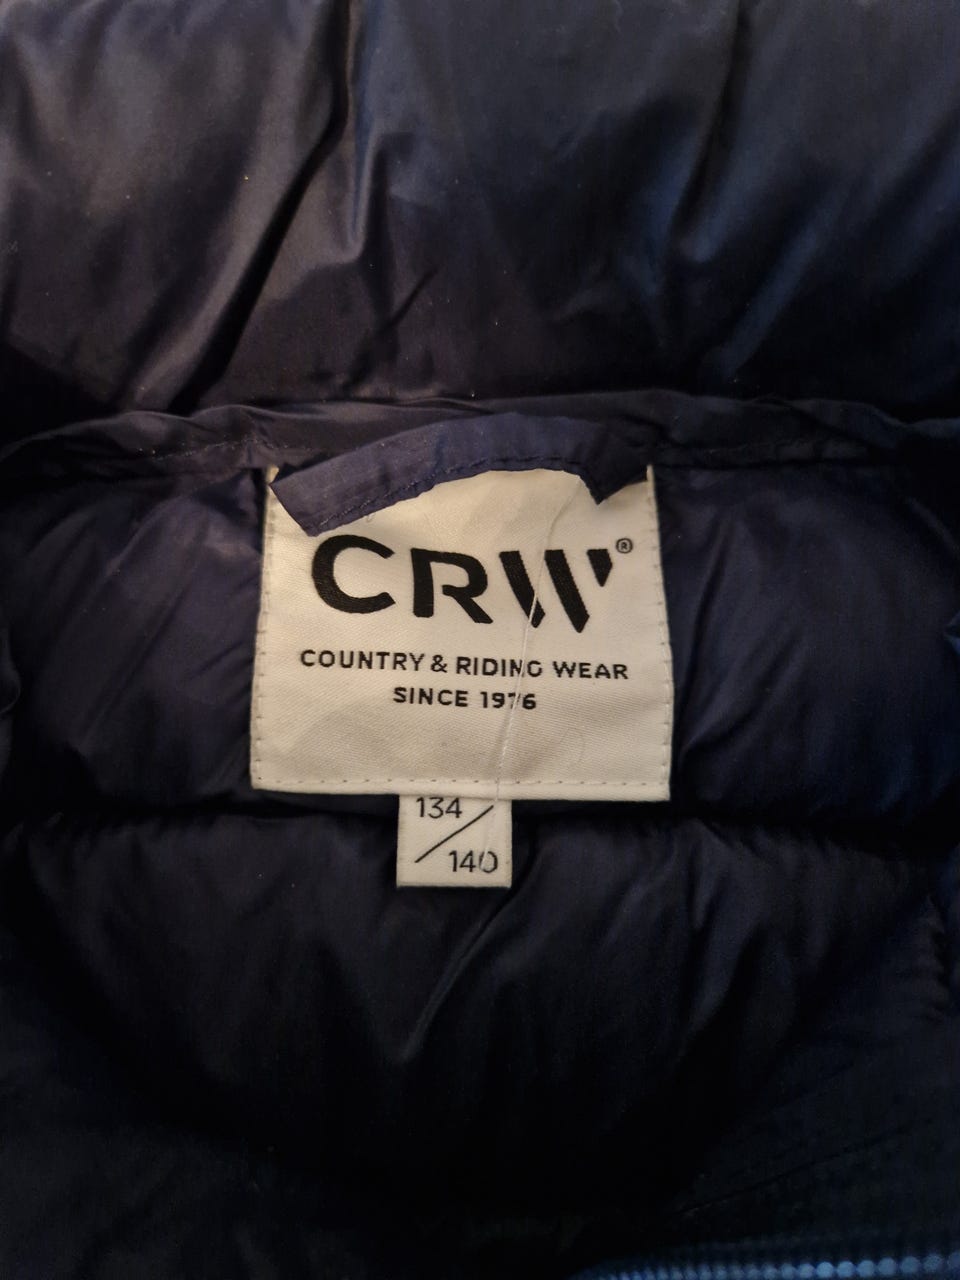 CRW®
COUNTRY & RIDING WEAR
SINCE 1976
134
/
140